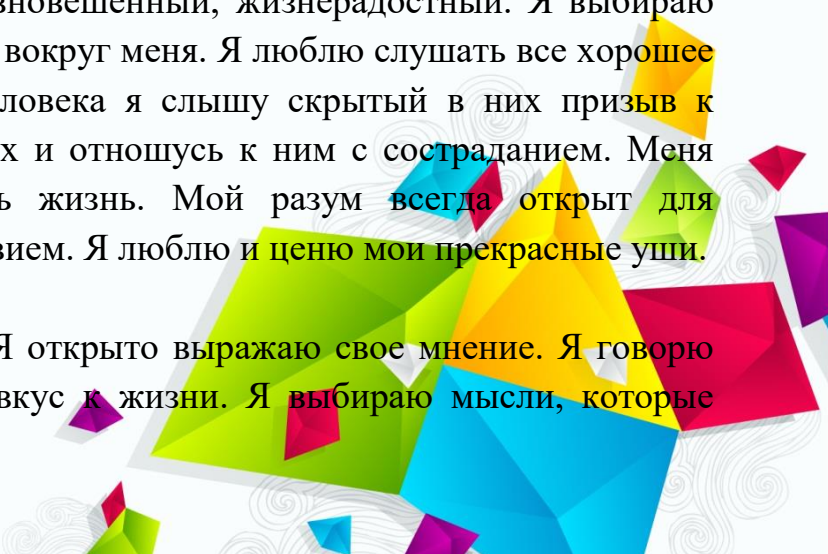 вновешенный, жизнерадостный. Я выбираю
вокруг меня. Я люблю слушать все хорошее
ловека я слышу скрытый в них призыв к
х и отношусь к ним с состраданием. Меня
ь жизнь. Мой разум всегда открыт для
вием. Я люблю и ценю мои прекрасные уши.
Я открыто выражаю свое мнение. Я говорю
вкус к жизни. Я выбираю мысли, которые